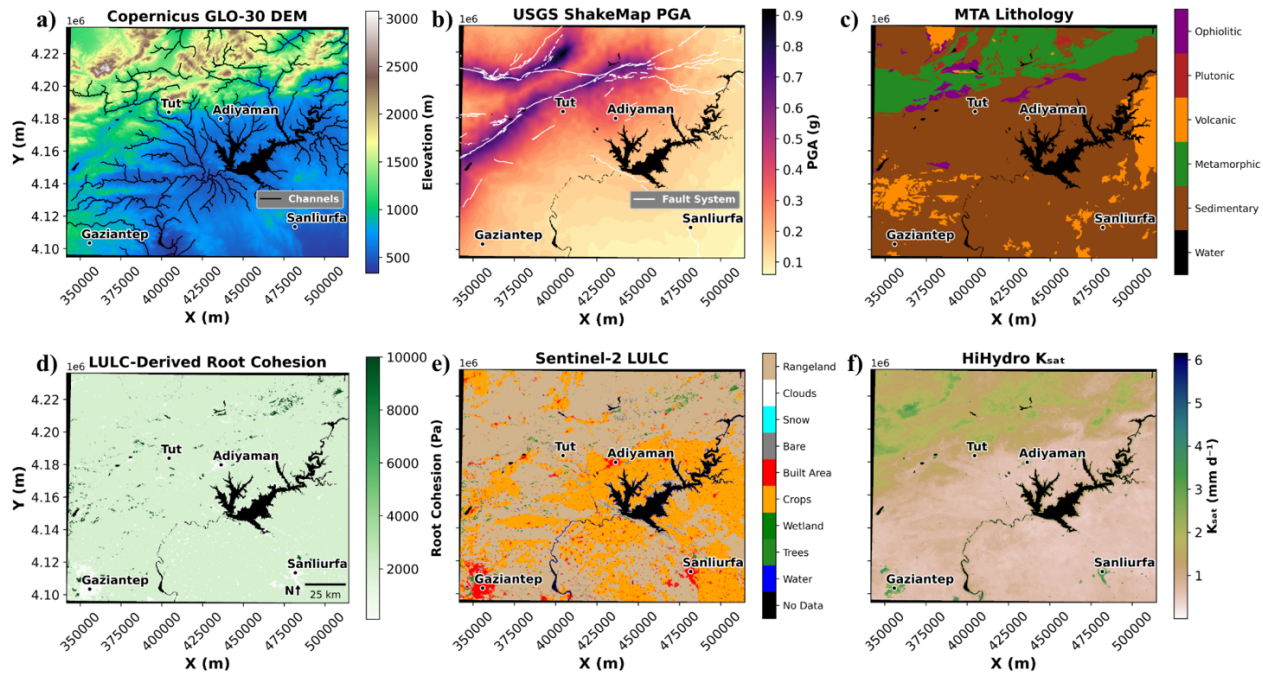 a) Copernicus GLO-30 DEM
1e6
4.22
4.20
4.18
4.16
4.14
4.12
4.10
Y (m)
Tut
Adiyaman
Channels
Sanliurfa
Gaziantep
350000
375000
400000
425000
450000
475000
500000
X (m)
3000
2500
2000
1500
1000
500
Elevation (m)
b) USGS ShakeMap PGA
1e6
Tut
Adiyaman
Fault System
Sanliurfa
Gaziantep
350000
375000
400000
425000
450000
475000
500000
X (m)
0.9
0.8
0.7
0.6
0.5
0.4
0.3
0.2
0.1
PGA (g)
c) MTA Lithology
1e6
Tut
Adiyaman
Sanliurfa
Gaziantep
350000
375000
400000
425000
450000
475000
500000
X (m)
Ophiolitic
Plutonic
Volcanic
Metamorphic
Sedimentary
Water
d) LULC-Derived Root Cohesion
1e6
4.22
4.20
4.18
4.16
4.14
4.12
4.10
Y (m)
Tut
Adiyaman
Sanliurfa
Gaziantep
N↑
25 km
350000
375000
400000
425000
450000
475000
500000
X (m)
10000
8000
6000
4000
2000
Root Cohesion (Pa)
e) Sentinel-2 LULC
1e6
Tut
Adiyaman
Sanliurfa
Gaziantep
350000
375000
400000
425000
450000
475000
500000
X (m)
Rangeland
Clouds
Snow
Bare
Built Area
Crops
Wetland
Trees
Water
No Data
f) HiHydro Kₛₐₜ
1e6
Tut
Adiyaman
Sanliurfa
Gaziantep
350000
375000
400000
425000
450000
475000
500000
X (m)
6
5
4
3
2
1
Kₛₐₜ (mm d⁻¹)